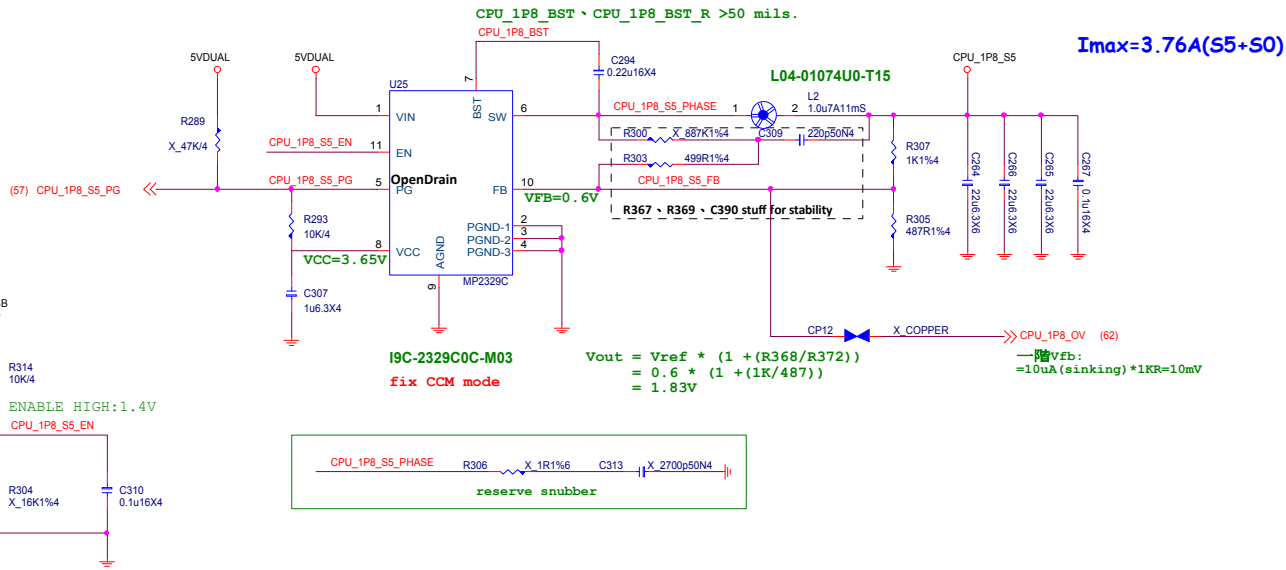 CPU_1P8_BST、CPU_1P8_BST_R >50 mils.
CPU_1P8_BST
Imax=3.76A(S5+S0)
5VDUAL
5VDUAL
CPU_1P8_S5
C294
0.22u16X4
L04-01074U0-T15
U25
7
BST
R289
X_47K/4
1
VIN
SW
6
CPU_1P8_S5_PHASE
1
2
L2
1.0u7A11mS
CPU_1P8_S5_EN
11
EN
R300
X_887K1%4
C309
220p50N4
R303
499R1%4
R307
1K1%4
C264
22u6.3X6
C266
22u6.3X6
C265
22u6.3X6
C267
0.1u16X4
(57)
CPU_1P8_S5_PG
CPU_1P8_S5_PG
5
OpenDrain
PG
FB
10
CPU_1P8_S5_FB
VFB=0.6V
R367、R369、C390 stuff for stability
R293
10K/4
R305
487R1%4
PGND-1
2
PGND-2
3
PGND-3
4
8
VCC
VCC=3.65V
AGND
9
MP2329C
C307
1u6.3X4
B
CP12
X_COPPER
CPU_1P8_OV
(62)
I9C-2329C0C-M03
fix CCM mode
Vout = Vref * (1 +(R368/R372))
= 0.6 * (1 +(1K/487))
= 1.83V
一階Vfb:
=10uA(sinking)*1KR=10mV
R314
10K/4
ENABLE HIGH:1.4V
CPU_1P8_S5_EN
R304
X_16K1%4
C310
0.1u16X4
CPU_1P8_S5_PHASE
R306
X_1R1%6
C313
X_2700p50N4
reserve snubber